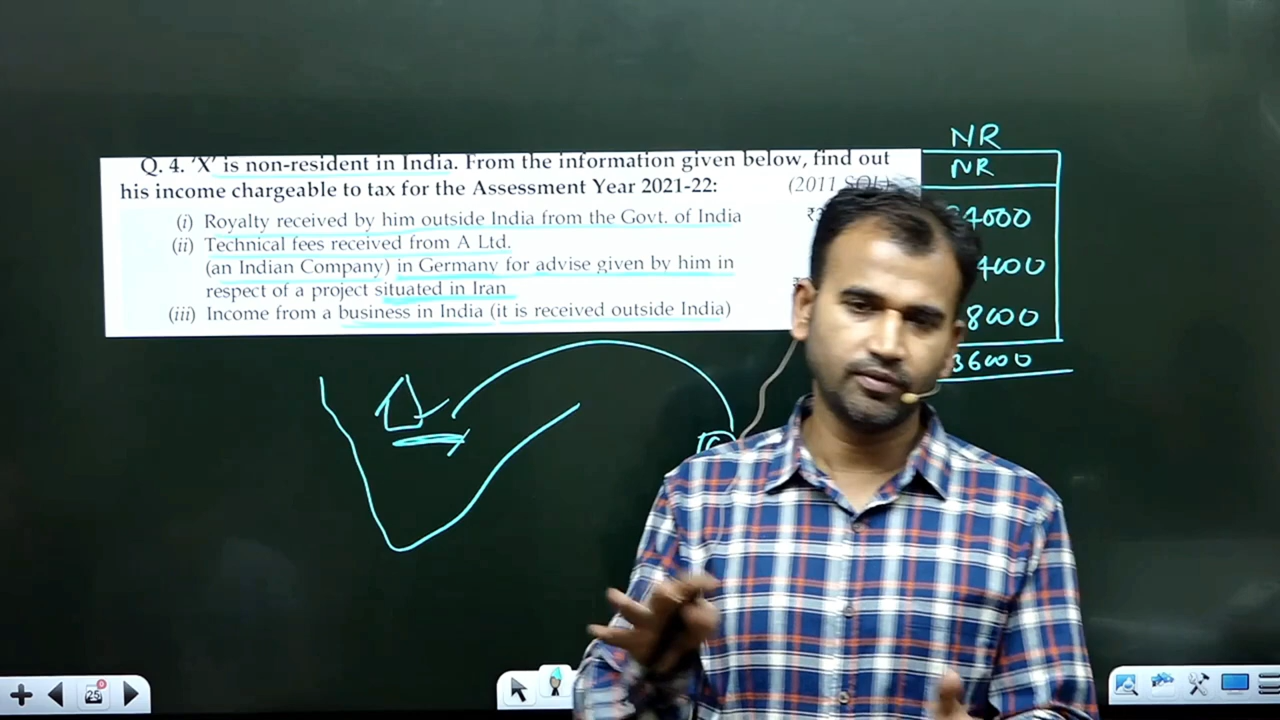 NR
NR
Q. 4. 'X' is non-resident in India. From the information given below, find out
his income chargeable to tax for the Assessment Year 2021-22:
(2011 SOL)
(i) Royalty received by him outside India from the Govt. of India
(ii) Technical fees received from A Ltd.
(an Indian Company) in Germany for advise given by him in
respect of a project situated in Iran
(iii) Income from a business in India (it is received outside India)
8000
36000
25